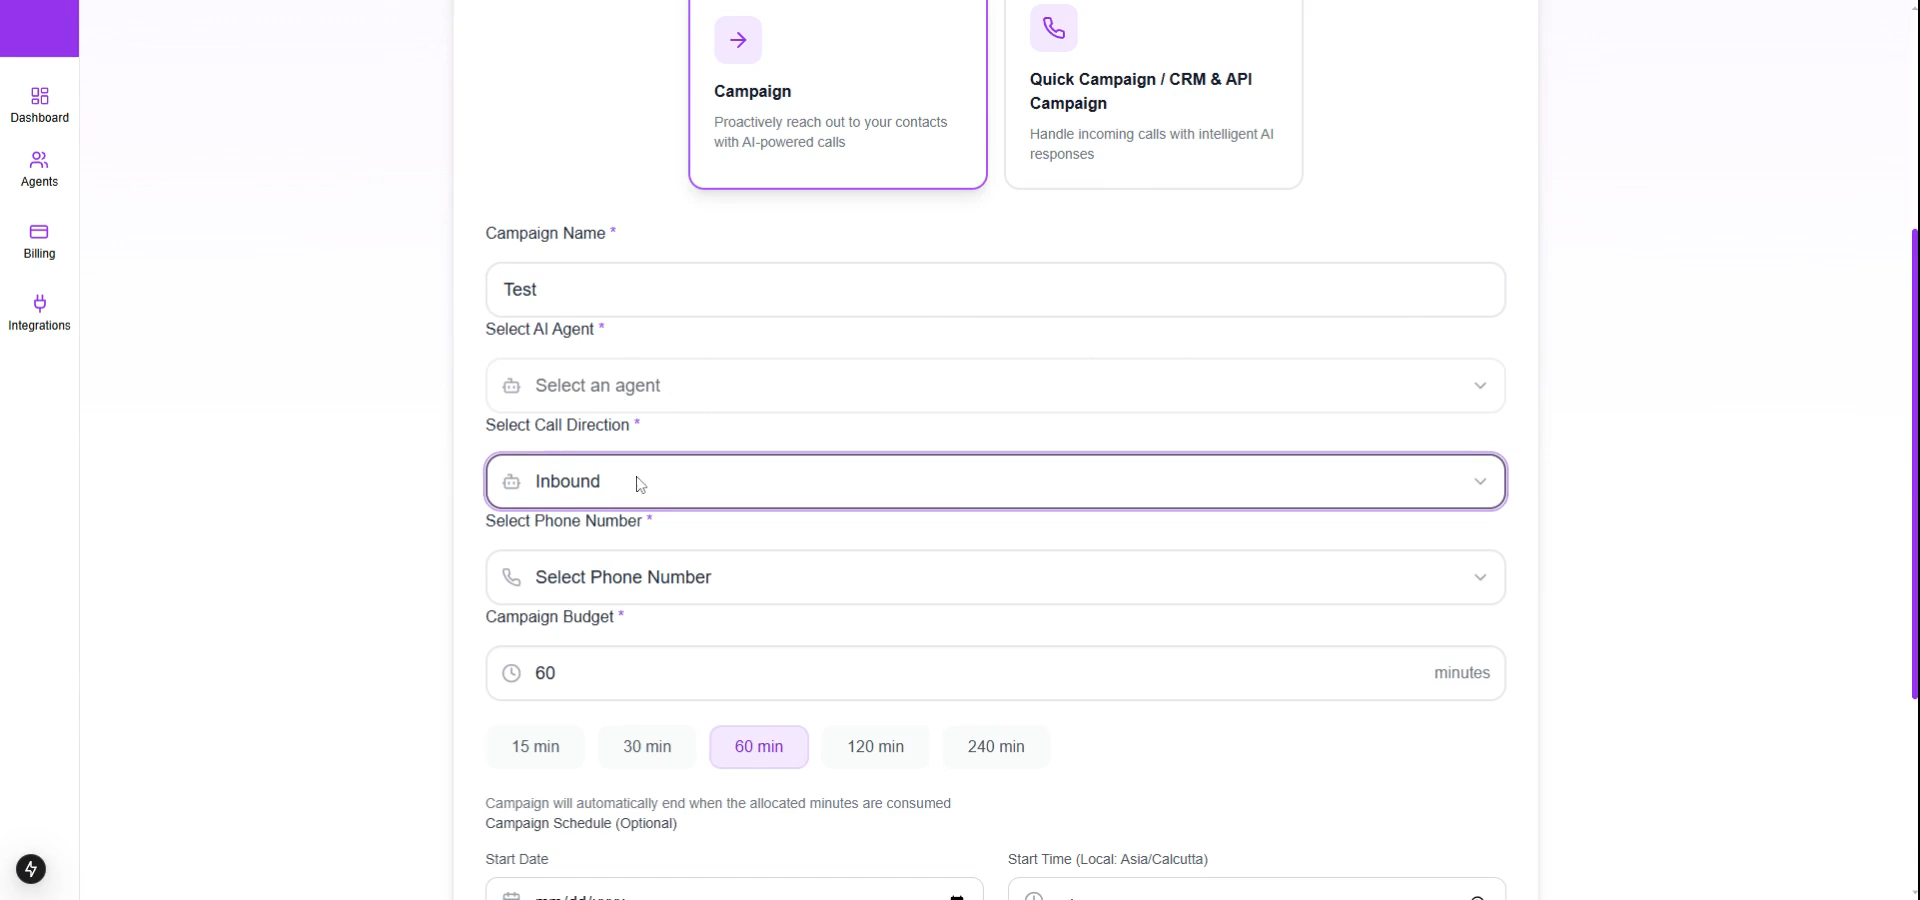 Dashboard
Agents
Billing
Integrations
Campaign
Proactively reach out to your contacts
with AI-powered calls
Quick Campaign / CRM & API
Campaign
Handle incoming calls with intelligent AI
responses
Campaign Name *
Test
Select AI Agent *
Select an agent
Select Call Direction *
Inbound
Select Phone Number *
Select Phone Number
Campaign Budget *
60
minutes
15 min
30 min
60 min
120 min
240 min
Campaign will automatically end when the allocated minutes are consumed
Campaign Schedule (Optional)
Start Date
Start Time (Local: Asia/Calcutta)
mm/dd/yyyy